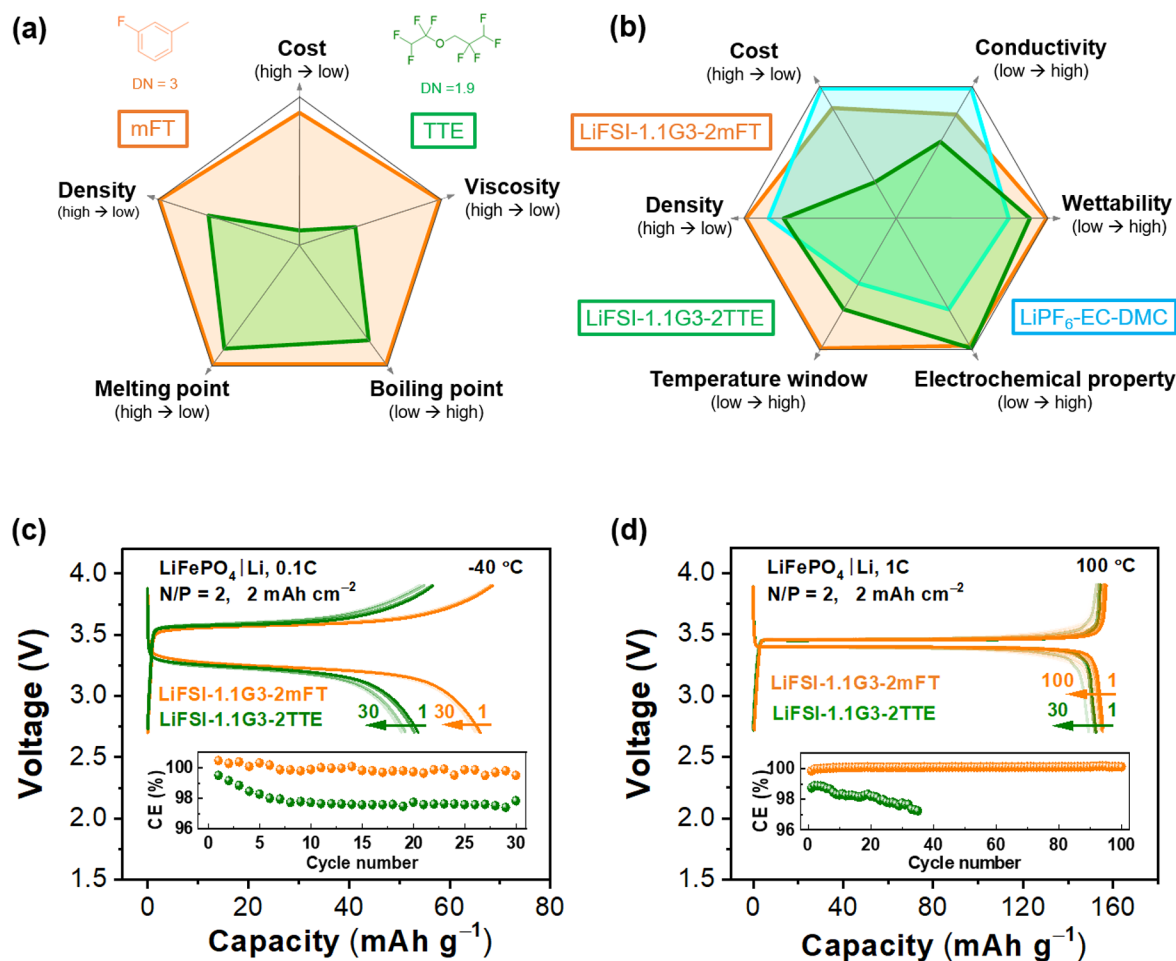 (a)
F
DN = 3
mFT
Cost
(high → low)
F F F
F O F
F F F
DN =1.9
TTE
Density
(high → low)
Viscosity
(high → low)
Melting point
(high → low)
Boiling point
(low → high)
(b)
Cost
(high → low)
Conductivity
(low → high)
LiFSI-1.1G3-2mFT
Density
(high → low)
Wettability
(low → high)
LiFSI-1.1G3-2TTE
LiPF₆-EC-DMC
Temperature window
(low → high)
Electrochemical property
(low → high)
(c)
Voltage (V)
4.0
3.5
3.0
2.5
2.0
1.5
LiFePO₄|Li, 0.1C
-40 °C
N/P = 2, 2 mAh cm⁻²
LiFSI-1.1G3-2mFT
LiFSI-1.1G3-2TTE
30 1 30 1
CE (%)
100
98
96
0 5 10 15 20 25 30
Cycle number
0 20 40 60 80
Capacity (mAh g⁻¹)
(d)
Voltage (V)
4.0
3.5
3.0
2.5
2.0
1.5
LiFePO₄|Li, 1C
100 °C
N/P = 2, 2 mAh cm⁻²
LiFSI-1.1G3-2mFT
100 1
LiFSI-1.1G3-2TTE
30 1
CE (%)
100
98
96
0 20 40 60 80 100
Cycle number
0 40 80 120 160
Capacity (mAh g⁻¹)